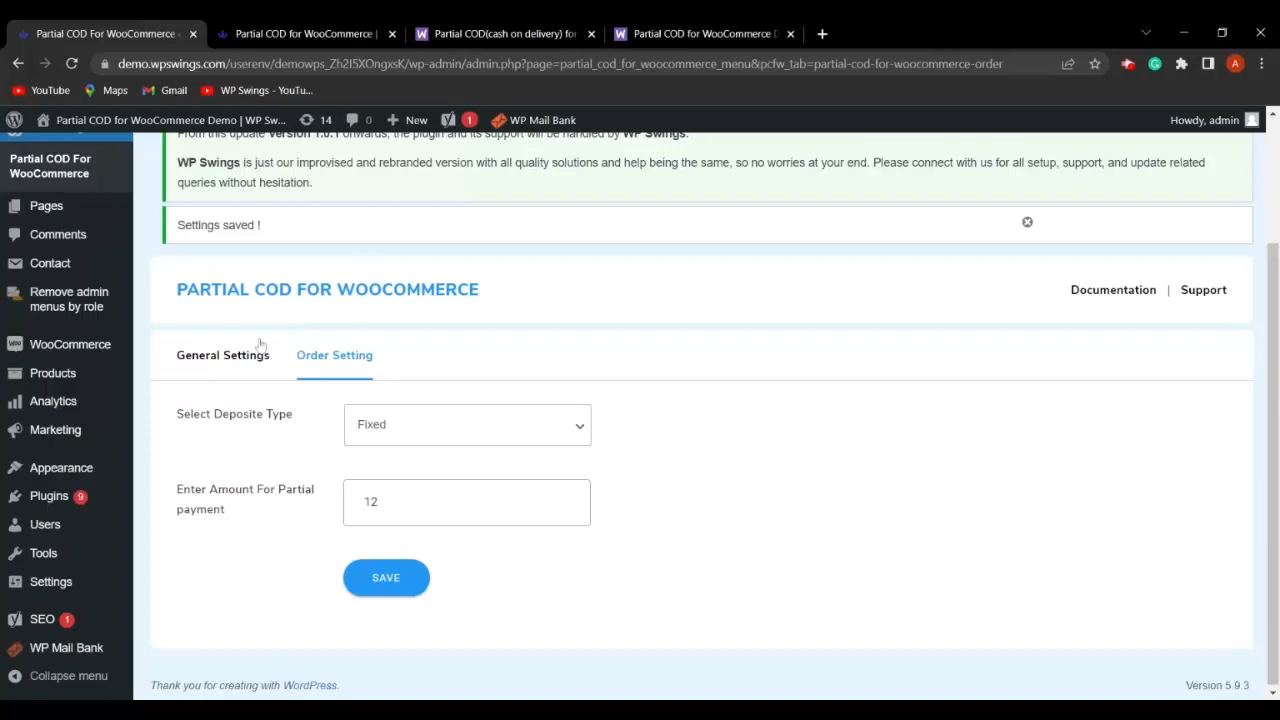 Partial COD For WooCommerce
Partial COD for WooCommerce |
Partial COD(cash on delivery) for
Partial COD for WooCommerce D
demo.wpswings.com/userenv/demowps_Zh2I5XOngxsK/wp-admin/admin.php?page=partial_cod_for_woocommerce_menu&pcfw_tab=partial-cod-for-woocommerce-order
A
YouTube
Maps
Gmail
WP Swings - YouTu...
Partial COD for WooCommerce Demo | WP Sw...
14
0
New
1
WP Mail Bank
Howdy, admin
Partial COD For
WooCommerce
Pages
Comments
Contact
Remove admin
menus by role
WooCommerce
Products
Analytics
Marketing
Appearance
Plugins 9
Users
Tools
Settings
SEO 1
WP Mail Bank
Collapse menu
From this update Version 1.0.1 onwards, the plugin and its support will be handled by WP Swings.
WP Swings is just our improvised and rebranded version with all quality solutions and help being the same, so no worries at your end. Please connect with us for all setup, support, and update related
queries without hesitation.
Settings saved !
PARTIAL COD FOR WOOCOMMERCE
Documentation | Support
General Settings
Order Setting
Select Deposite Type
Fixed
Enter Amount For Partial
payment
12
SAVE
Thank you for creating with WordPress.
Version 5.9.3